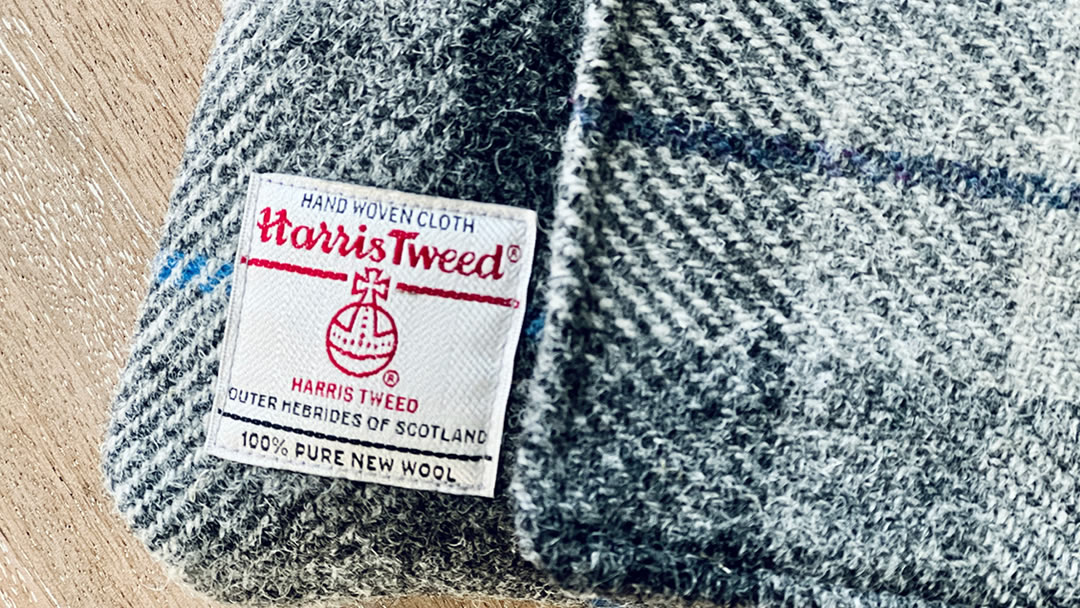 HAND WOVEN CLOTH
Harris Tweed®
®
HARRIS TWEED
OUTER HEBRIDES OF SCOTLAND
100% PURE NEW WOOL